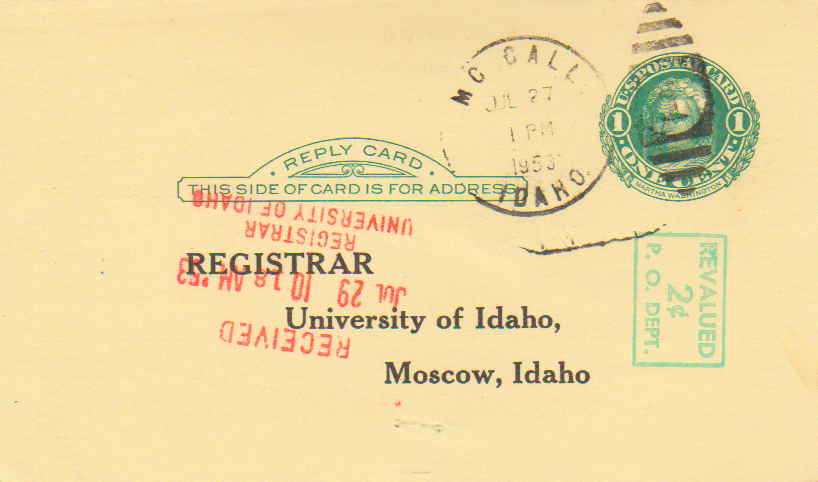 MC CALL
JUL 27
1 PM
1953
IDAHO
U.S. POSTAL CARD
1 1
ONE CENT
MARTHA WASHINGTON
REPLY CARD
THIS SIDE OF CARD IS FOR ADDRESS
REGISTRAR
University of Idaho,
Moscow, Idaho
REVALUED
2¢
P. O. DEPT.
RECEIVED
JUL 29 10 18 AM '53
REGISTRAR
UNIVERSITY OF IDAHO